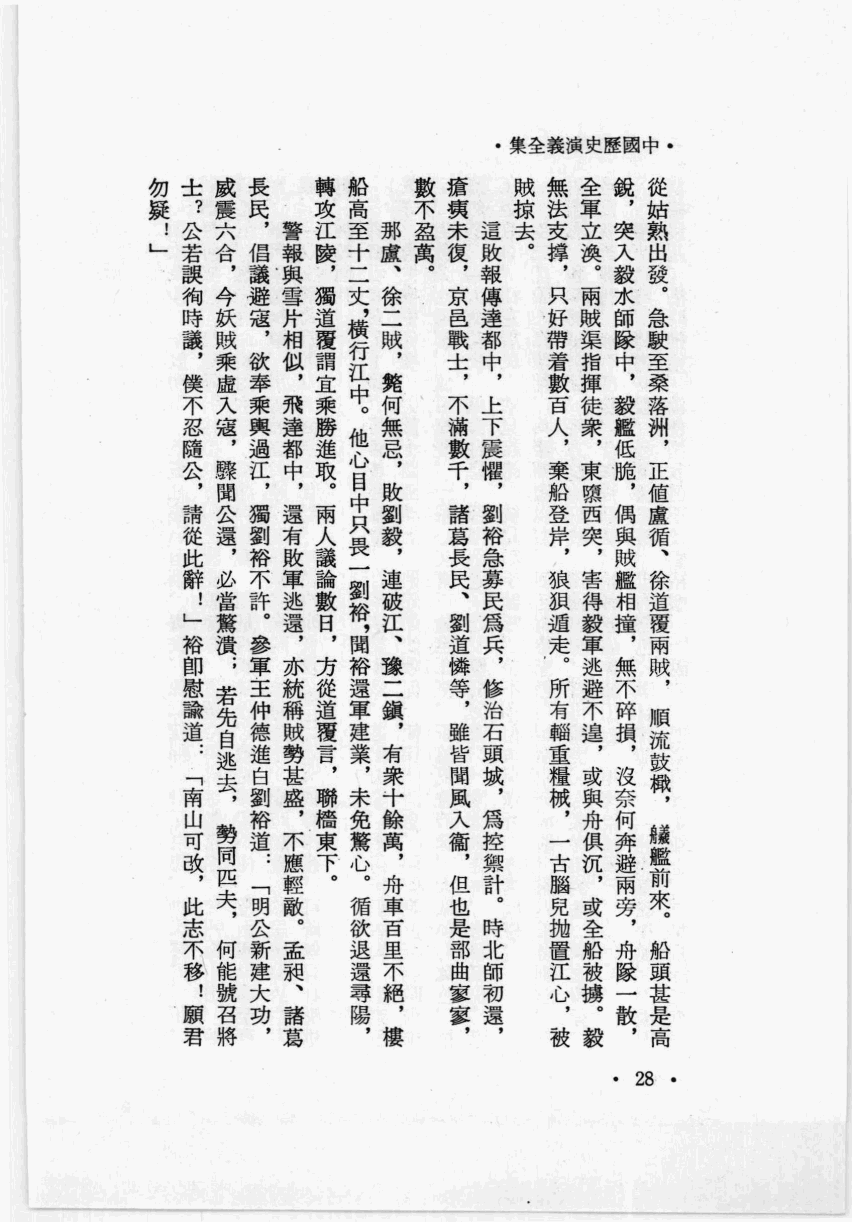 •中國歷史演義全集•
從姑熟出發。急駛至桑落洲，正値盧循、徐道覆兩賊，順流鼓檝，艤艦前來。船頭甚是高
銳，突入毅水師隊中，毅艦低脆，偶與賊艦相撞，無不碎損，沒奈何奔避兩旁，舟隊一散，
全軍立渙。兩賊渠指揮徒衆，東隳西突，害得毅軍逃避不遑，或與舟俱沉，或全船被擄。毅
無法支撐，只好帶着數百人，棄船登岸，狼狽遁走。所有輜重糧械，一古腦兒抛置江心，被
賊掠去。
這敗報傳達都中，上下震懼，劉裕急募民爲兵，修治石頭城，爲控禦計。時北師初還，
瘡痍未復，京邑戰士，不滿數千，諸葛長民、劉道憐等，雖皆聞風入衞，但也是部曲寥寥，
數不盈萬。
那盧、徐二賊，斃何無忌，敗劉毅，連破江、豫二鎭，有衆十餘萬，舟車百里不絕，樓
船高至十二丈，橫行江中。他心目中只畏一劉裕，聞裕還軍建業，未免驚心。循欲退還尋陽，
轉攻江陵，獨道覆謂宜乘勝進取。兩人議論數日，方從道覆言，聯檣東下。
警報與雪片相似，飛達都中，還有敗軍逃還，亦統稱賊勢甚盛，不應輕敵。孟昶、諸葛
長民，倡議避寇，欲奉乘輿過江，獨劉裕不許。參軍王仲德進白劉裕道：「明公新建大功，
威震六合，今妖賊乘虛入寇，驟聞公還，必當驚潰；若先自逃去，勢同匹夫，何能號召將
士？公若誤徇時議，僕不忍隨公，請從此辭！」裕卽慰諭道：「南山可改，此志不移！願君
勿疑！」
• 28 •